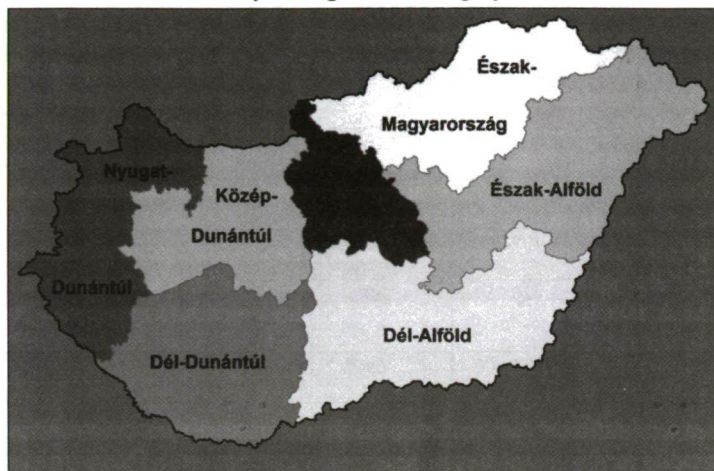 Észak-
Magyarország
Nyugat-
Dunántúl
Közép-
Dunántúl
Észak-Alföld
Dél-Alföld
Dél-Dunántúl